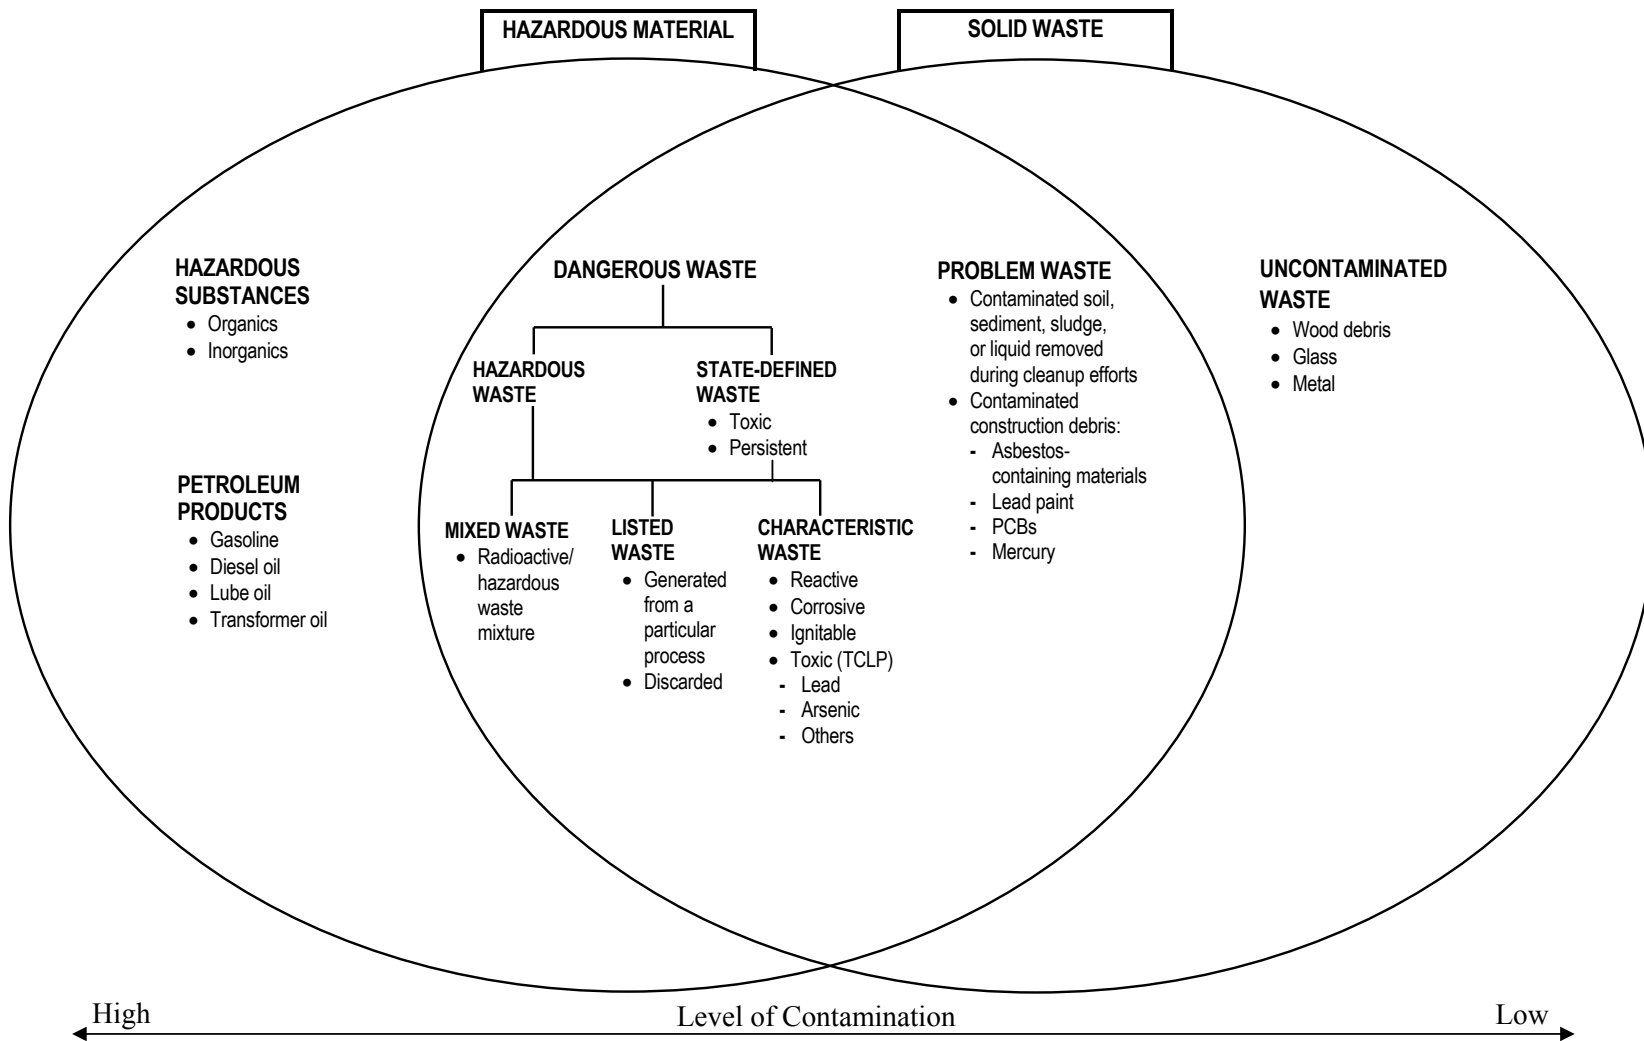 HAZARDOUS MATERIAL
SOLID WASTE
HAZARDOUS
SUBSTANCES
• Organics
• Inorganics
PETROLEUM
PRODUCTS
• Gasoline
• Diesel oil
• Lube oil
• Transformer oil
DANGEROUS WASTE
HAZARDOUS
WASTE
STATE-DEFINED
WASTE
• Toxic
• Persistent
MIXED WASTE
• Radioactive/
hazardous
waste
mixture
LISTED
WASTE
• Generated
from a
particular
process
• Discarded
CHARACTERISTIC
WASTE
• Reactive
• Corrosive
• Ignitable
• Toxic (TCLP)
- Lead
- Arsenic
- Others
PROBLEM WASTE
• Contaminated soil,
sediment, sludge,
or liquid removed
during cleanup efforts
• Contaminated
construction debris:
- Asbestos-
containing materials
- Lead paint
- PCBs
- Mercury
UNCONTAMINATED
WASTE
• Wood debris
• Glass
• Metal
High
Level of Contamination
Low